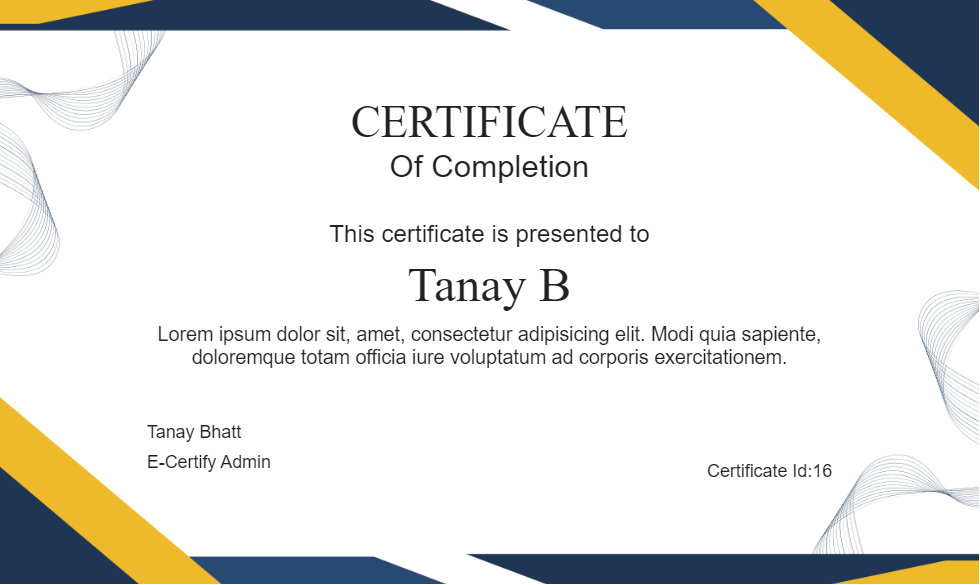 CERTIFICATE
Of Completion
This certificate is presented to
Tanay B
Lorem ipsum dolor sit, amet, consectetur adipisicing elit. Modi quia sapiente,
doloremque totam officia iure voluptatum ad corporis exercitationem.
Tanay Bhatt
E-Certify Admin
Certificate Id:16